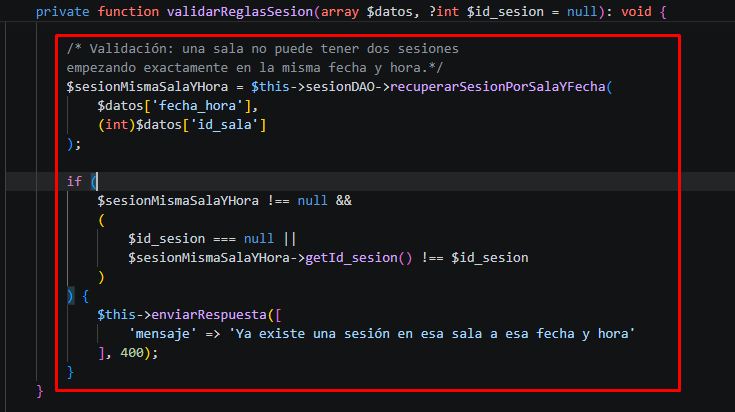 private function validarReglasSesion(array $datos, ?int $id_sesion = null): void {
/* Validación: una sala no puede tener dos sesiones
empezando exactamente en la misma fecha y hora.*/
$sesionMismaSalaYHora = $this->sesionDAO->recuperarSesionPorSalaYFecha(
$datos['fecha_hora'],
(int)$datos['id_sala']
);
if (
$sesionMismaSalaYHora !== null &&
(
$id_sesion === null ||
$sesionMismaSalaYHora->getId_sesion() !== $id_sesion
)
) {
$this->enviarRespuesta([
'mensaje' => 'Ya existe una sesión en esa sala a esa fecha y hora'
], 400);
}
}